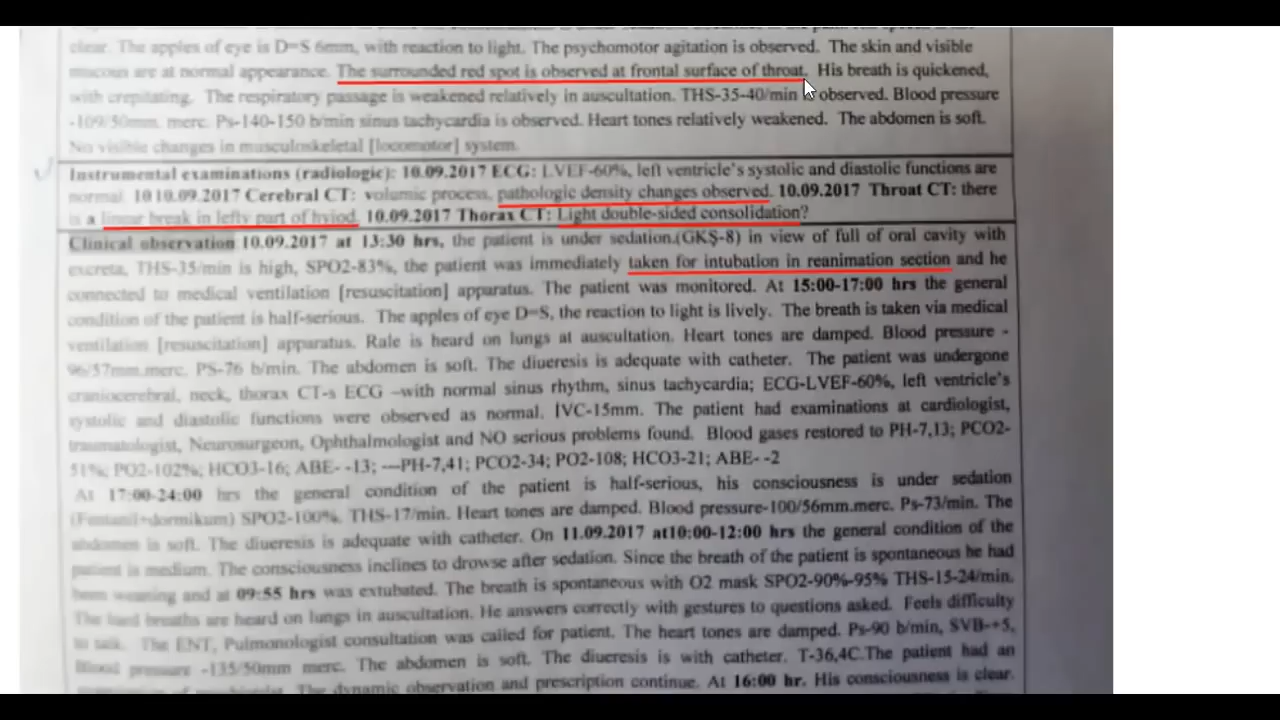 clear. The apples of eye is D=S 6mm, with reaction to light. The psychomotor agitation is observed. The skin and visible
mucous are at normal appearance. The surrounded red spot is observed at frontal surface of throat. His breath is quickened,
with crepitating. The respiratory passage is weakened relatively in auscultation. THS-35-40/min is observed. Blood pressure
-109/50mm. merc. Ps-140-150 b/min sinus tachycardia is observed. Heart tones relatively weakened. The abdomen is soft.
No visible changes in musculoskeletal [locomotor] system.
Instrumental examinations (radiologic): 10.09.2017 ECG: LVEF-60%, left ventricle's systolic and diastolic functions are
normal. 10 10.09.2017 Cerebral CT: volumic process, pathologic density changes observed. 10.09.2017 Throat CT: there
is a linear break in lefty part of hyiod. 10.09.2017 Thorax CT: Light double-sided consolidation?
Clinical observation 10.09.2017 at 13:30 hrs, the patient is under sedation.(GKŞ-8) in view of full of oral cavity with
excreta, THS-35/min is high, SPO2-83%, the patient was immediately taken for intubation in reanimation section and he
connected to medical ventilation [resuscitation] apparatus. The patient was monitored. At 15:00-17:00 hrs the general
condition of the patient is half-serious. The apples of eye D=S, the reaction to light is lively. The breath is taken via medical
ventilation [resuscitation] apparatus. Rale is heard on lungs at auscultation. Heart tones are damped. Blood pressure -
96/57mm.merc. PS-76 b/min. The abdomen is soft. The diueresis is adequate with catheter. The patient was undergone
craniocerebral, neck, thorax CT-s ECG –with normal sinus rhythm, sinus tachycardia; ECG-LVEF-60%, left ventricle's
systolic and diastolic functions were observed as normal. IVC-15mm. The patient had examinations at cardiologist,
traumatologist, Neurosurgeon, Ophthalmologist and NO serious problems found. Blood gases restored to PH-7,13; PCO2-
51%; PO2-102%; HCO3-16; ABE- -13; ---PH-7,41; PCO2-34; PO2-108; HCO3-21; ABE- -2
At 17:00-24:00 hrs the general condition of the patient is half-serious, his consciousness is under sedation
(Fentanil+dormikum) SPO2-100%. THS-17/min. Heart tones are damped. Blood pressure-100/56mm.merc. Ps-73/min. The
abdomen is soft. The diueresis is adequate with catheter. On 11.09.2017 at10:00-12:00 hrs the general condition of the
patient is medium. The consciousness inclines to drowse after sedation. Since the breath of the patient is spontaneous he had
been weaning and at 09:55 hrs was extubated. The breath is spontaneous with O2 mask SPO2-90%-95% THS-15-24/min.
The breaths are heard on lungs in auscultation. He answers correctly with gestures to questions asked. Feels difficulty
to talk. The ENT, Pulmonologist consultation was called for patient. The heart tones are damped. Ps-90 b/min, SVB-+5,
Blood pressure -135/50mm merc. The abdomen is soft. The diueresis is with catheter. T-36,4C.The patient had an
The dynamic observation and prescription continue. At 16:00 hr. His consciousness is clear.